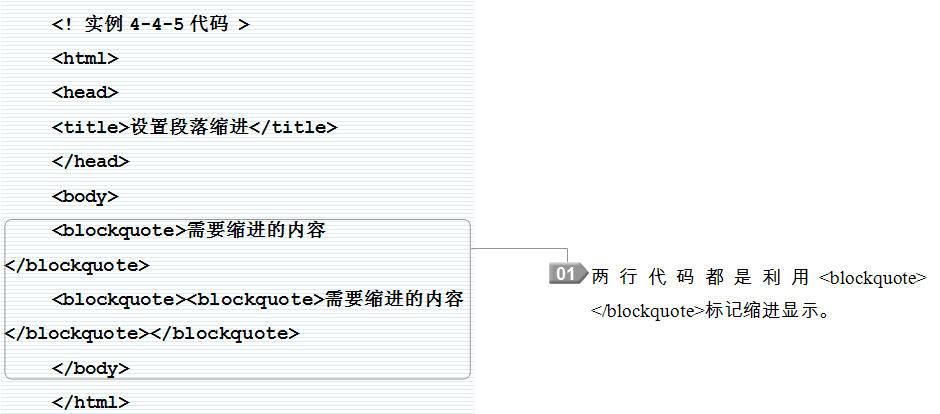 <! 实例 4-4-5 代码 >
<html>
<head>
<title>设置段落缩进</title>
</head>
<body>
<blockquote>需要缩进的内容
</blockquote>
<blockquote><blockquote>需要缩进的内容
</blockquote></blockquote>
</body>
</html>
01
两行代码都是利用<blockquote>
</blockquote>标记缩进显示。